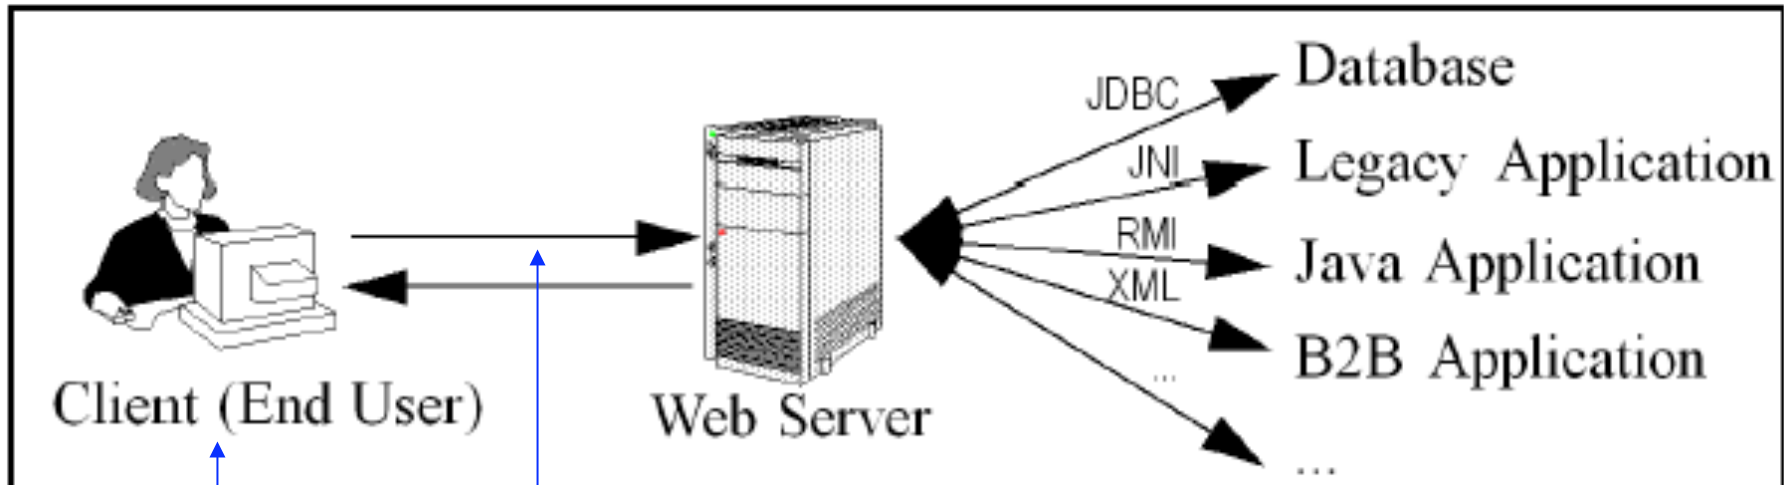 JDBC
Database
JNI
Legacy Application
RMI
Java Application
XML
B2B Application
...
...
Client (End User)
Web Server